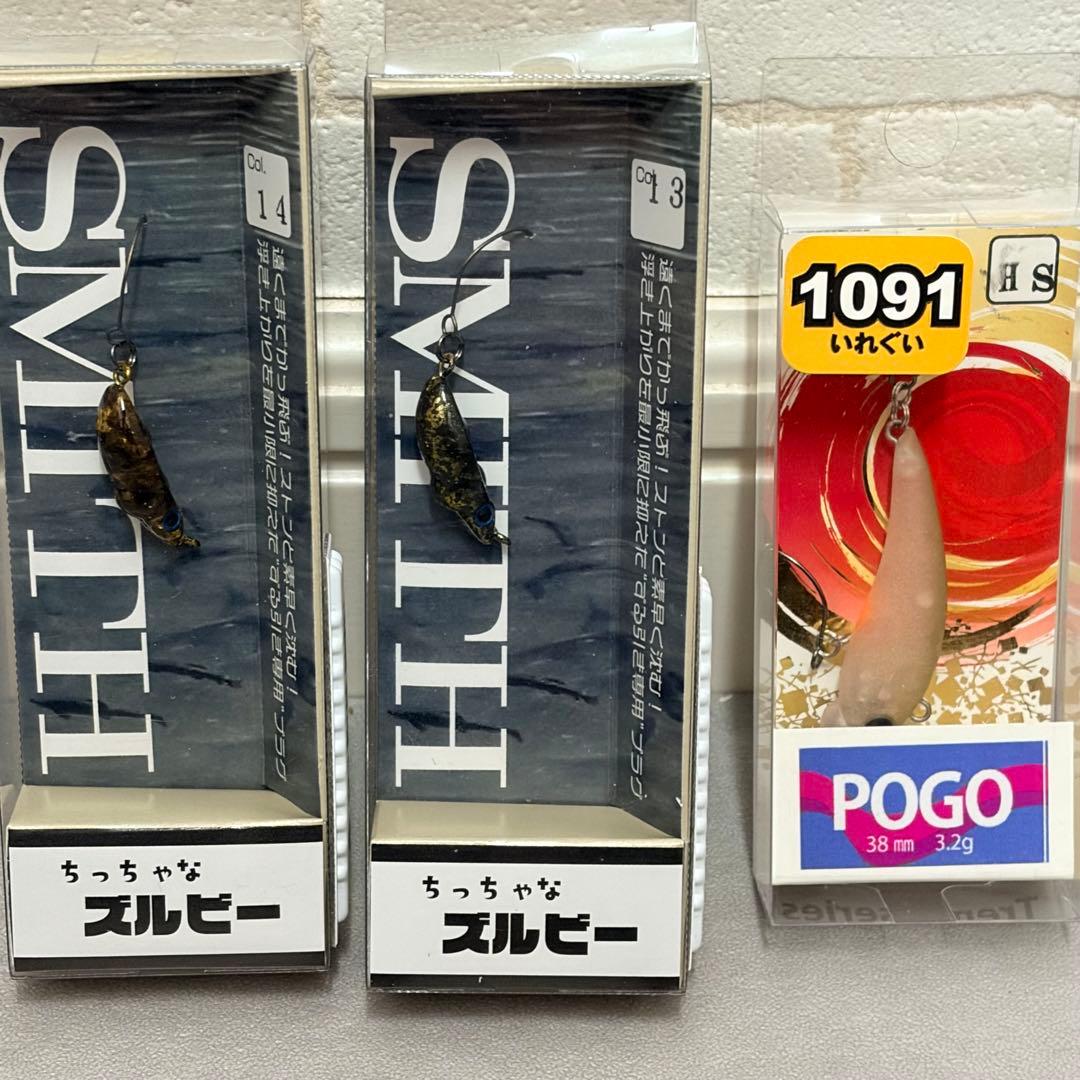 SMITH
Col.
14
遠くまでかっ飛ぶ！ストーンと素早く沈む！
浮き上がりを最小限に抑えた"ずる引き専用"プラグ
ちっちゃな
ズルビー
SMITH
Col.
13
遠くまでかっ飛ぶ！ストーンと素早く沈む！
浮き上がりを最小限に抑えた"ずる引き専用"プラグ
ちっちゃな
ズルビー
1091
いれぐい
HS
POGO
38mm 3.2g